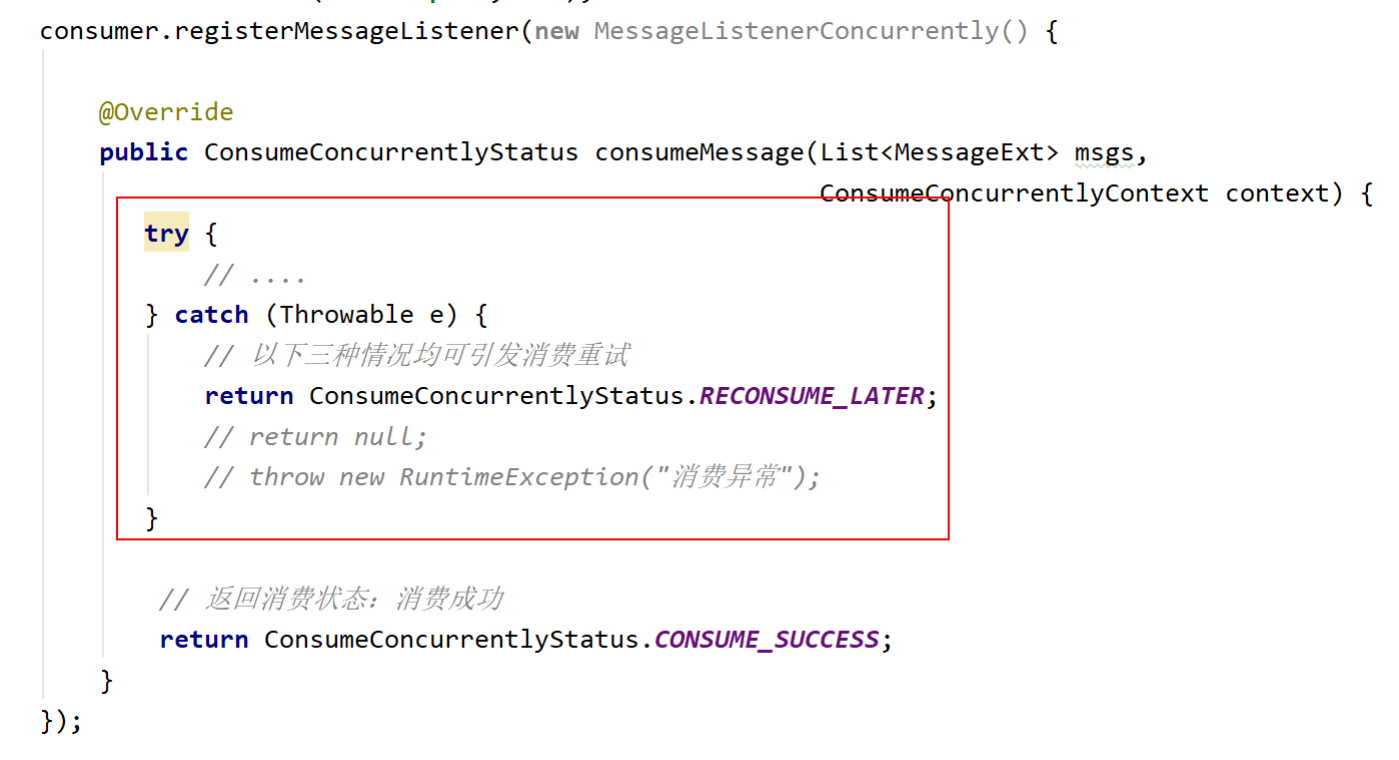 consumer.registerMessageListener(new MessageListenerConcurrently() {
@Override
public ConsumeConcurrentlyStatus consumeMessage(List<MessageExt> msgs,
ConsumeConcurrentlyContext context) {
try {
// ....
} catch (Throwable e) {
// 以下三种情况均可引发消费重试
return ConsumeConcurrentlyStatus.RECONSUME_LATER;
// return null;
// throw new RuntimeException("消费异常");
}
// 返回消费状态：消费成功
return ConsumeConcurrentlyStatus.CONSUME_SUCCESS;
}
});